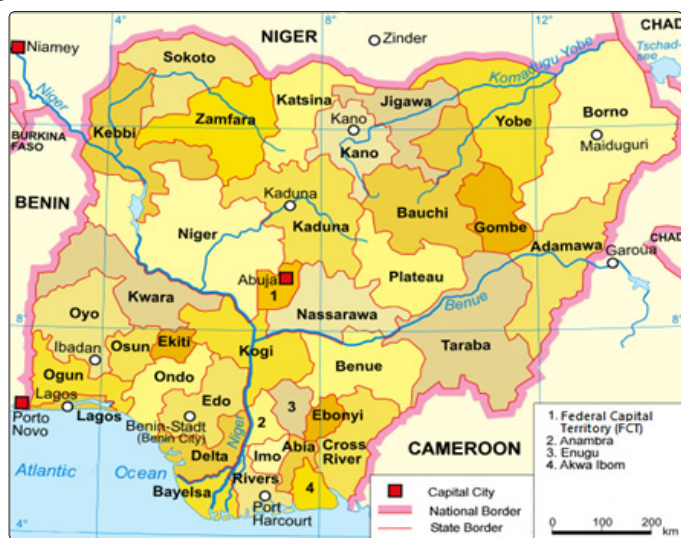 4°
8°
12°
NIGER
CHAD
Niamey
Zinder
Tschad-
see
Sokoto
Komadugu Yobe
Niger
Katsina
Jigawa
Kebbi
Zamfara
Yobe
Borno
Kano
Maiduguri
BURKINA
FASO
Kano
BENIN
Kaduna
Bauchi
Gombe
Niger
Kaduna
Adamawa
CHAD
Garoua
Abuja
1
Plateau
Kwara
Nassarawa
Benue
Oyo
8°
8°
Ibadan
Osun
Ekiti
Kogi
Benue
Taraba
Ogun
Ondo
Edo
3
Ebonyi
Lagos
Lagos
Benin-Stadt
(Benin City)
2
Niger
Abia
Cross
River
Porto
Novo
Imo
CAMEROON
Delta
Atlantic Ocean
Bayelsa
Rivers
4
Port
Harcourt
4°
4°
1. Federal Capital
Territory (FCT)
2. Anambra
3. Enugu
4. Akwa Ibom
Capital City
National Border
State Border
0 100 200
km